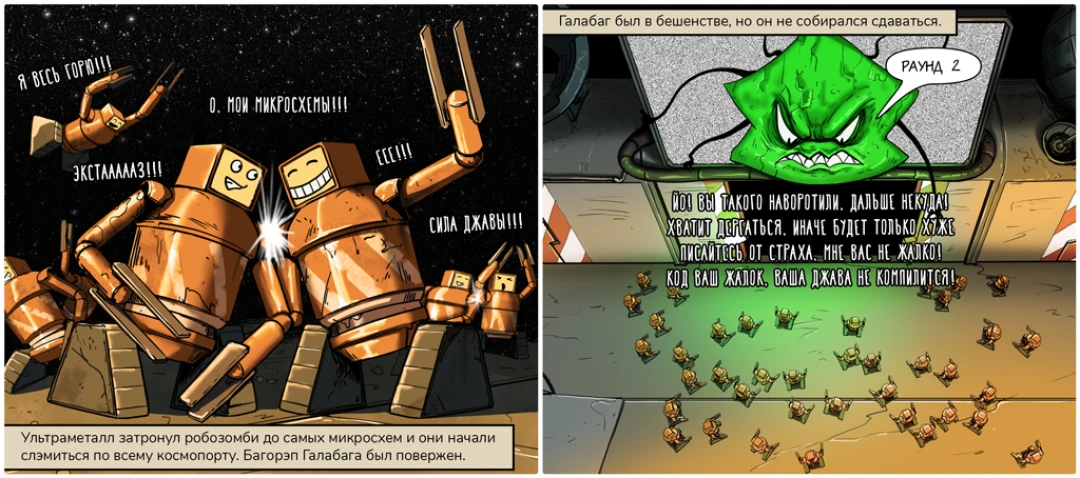 Я ВЕСЬ ГОРЮ!!!
О, МОИ МИКРОСХЕМЫ!!!
ЭКСТАААААЗ!!!
ЕЕЕ!!!
СИЛА ДЖАВЫ!!!
Ультраметалл затронул робозомби до самых микросхем и они начали
слэмиться по всему космопорту. Багорэп Галабага был повержен.
Галабаг был в бешенстве, но он не собирался сдаваться.
РАУНД 2
ЙО! ВЫ ТАКОГО НАВОРОТИЛИ, ДАЛЬШЕ НЕКУДА!
ХВАТИТ ДЕРГАТЬСЯ, ИНАЧЕ БУДЕТ ТОЛЬКО ХУЖЕ
ПИСАЙТЕСЬ ОТ СТРАХА, МНЕ ВАС НЕ ЖАЛКО!
КОД ВАШ ЖАЛОК, ВАША ДЖАВА НЕ КОМПИЛИТСЯ!